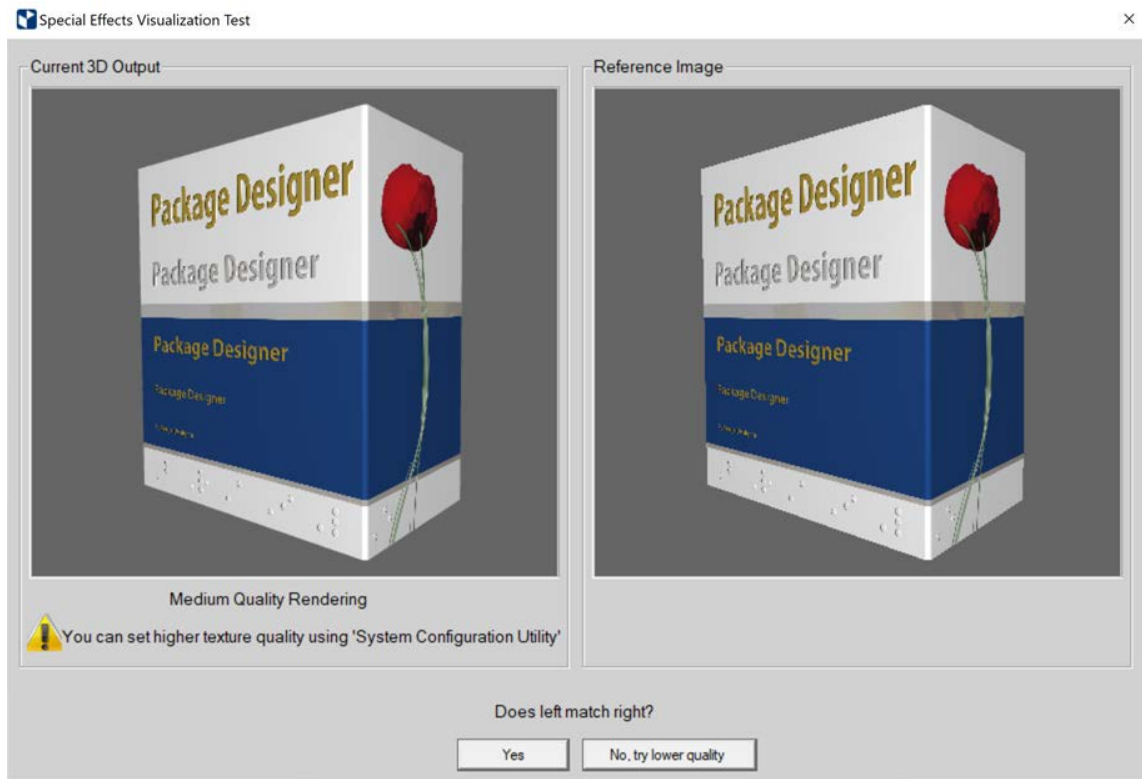 Special Effects Visualization Test
Current 3D Output
Package Designer
Package Designer
Package Designer
Package Designer
Medium Quality Rendering
You can set higher texture quality using 'System Configuration Utility'
Reference Image
Package Designer
Package Designer
Package Designer
Package Designer
Does left match right?
Yes
No, try lower quality